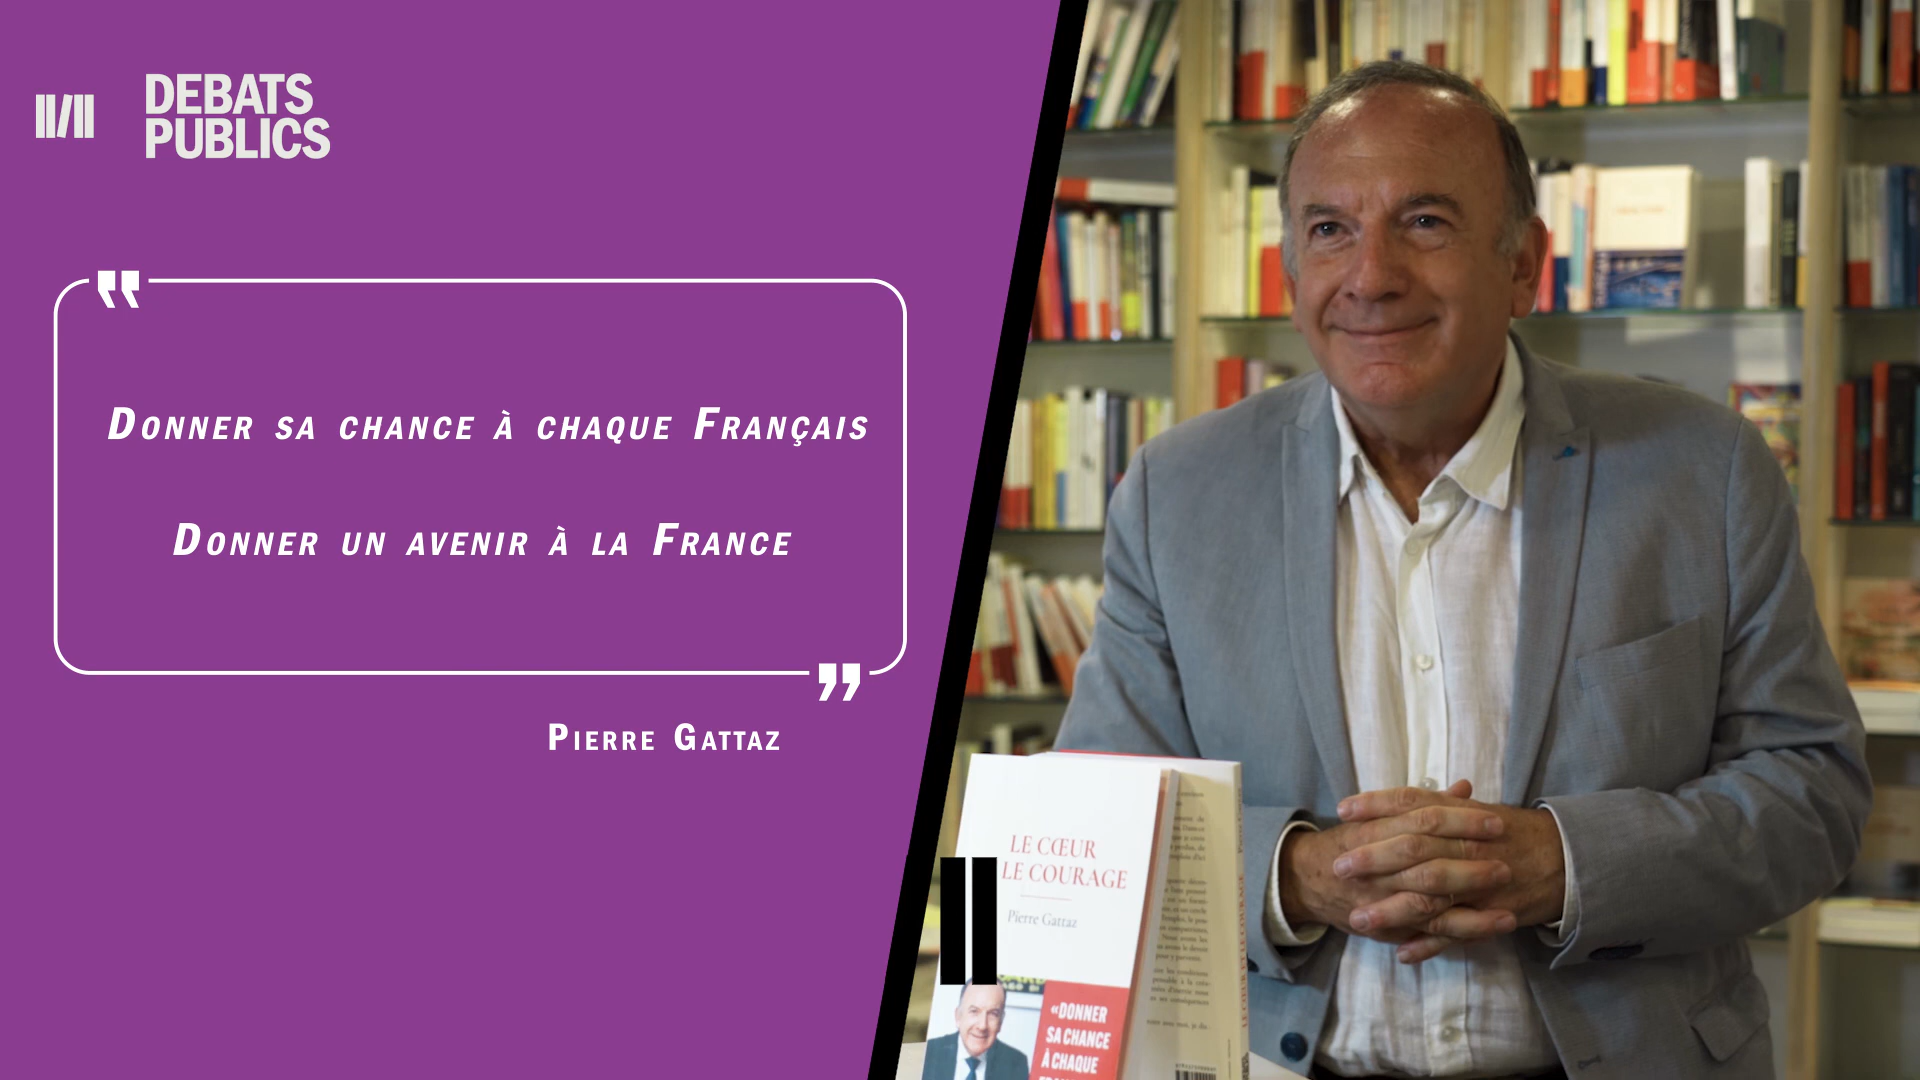 DEBATS
PUBLICS
"
Donner sa chance à chaque Français
Donner un avenir à la France
"
Pierre Gattaz
LE CŒUR
LE COURAGE
Pierre Gattaz
«DONNER
SA CHANCE
À CHAQUE